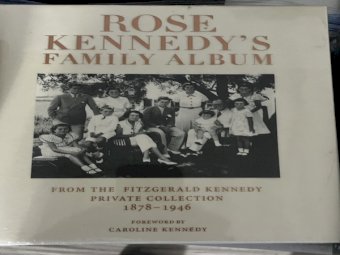 ROSE
KENNEDY'S
FAMILY ALBUM
FROM THE FITZGERALD KENNEDY
PRIVATE COLLECTION
1878–1946
FOREWORD BY
CAROLINE KENNEDY